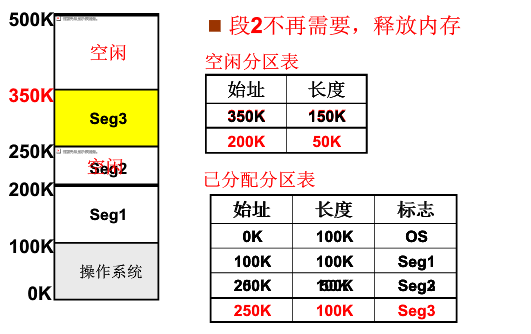 500K
空闲
350K
Seg3
250K
空闲
Seg2
200K
Seg1
100K
操作系统
0K
段2不再需要，释放内存
空闲分区表
始址 长度
350K 150K
200K 50K
已分配分区表
始址 长度 标志
0K 100K OS
100K 100K Seg1
250K 100K Seg3